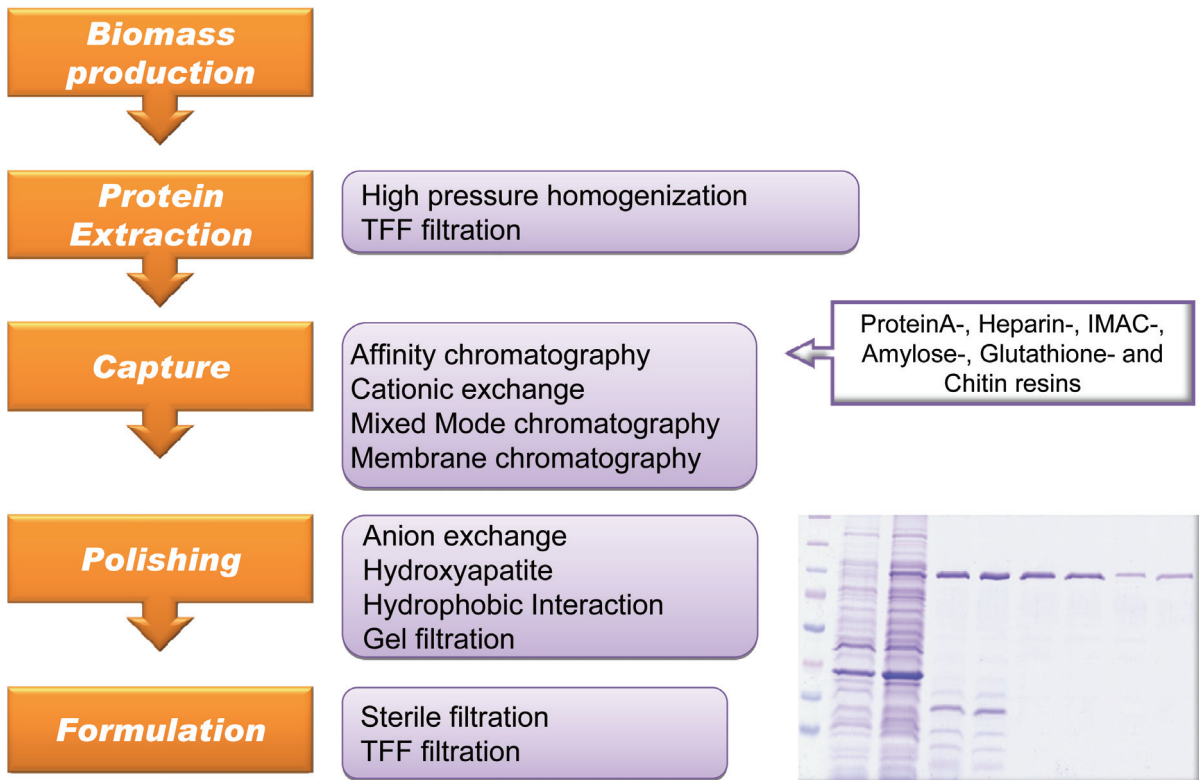 Biomass
production
Protein
Extraction
High pressure homogenization
TFF filtration
Capture
Affinity chromatography
Cationic exchange
Mixed Mode chromatography
Membrane chromatography
ProteinA-, Heparin-, IMAC-,
Amylose-, Glutathione- and
Chitin resins
Polishing
Anion exchange
Hydroxyapatite
Hydrophobic Interaction
Gel filtration
Formulation
Sterile filtration
TFF filtration